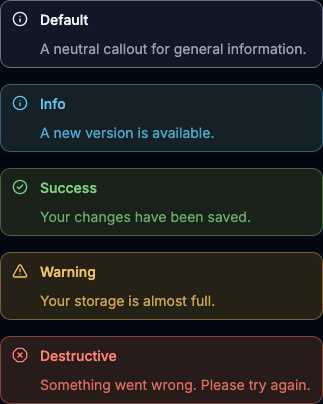 Default
A neutral callout for general information.
Info
A new version is available.
Success
Your changes have been saved.
Warning
Your storage is almost full.
Destructive
Something went wrong. Please try again.